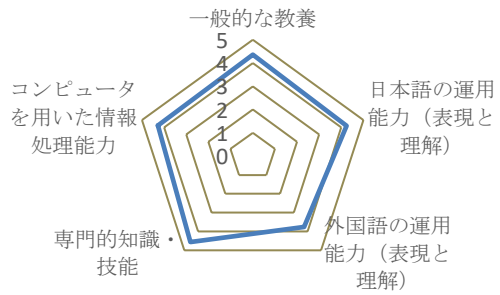 一般的な教養
5
4
3
2
1
0
日本語の運用
能力（表現と
理解）
外国語の運用
能力（表現と
理解）
専門的知識・
技能
コンピュータ
を用いた情報
処理能力